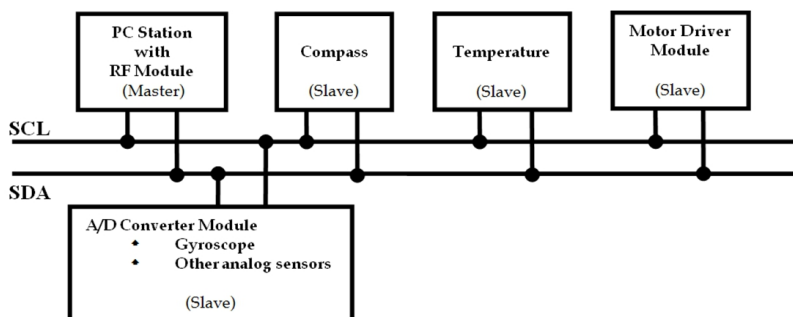 PC Station
with
RF Module
(Master)
Compass
(Slave)
Temperature
(Slave)
Motor Driver
Module
(Slave)
SCL
SDA
A/D Converter Module
Gyroscope
Other analog sensors
(Slave)